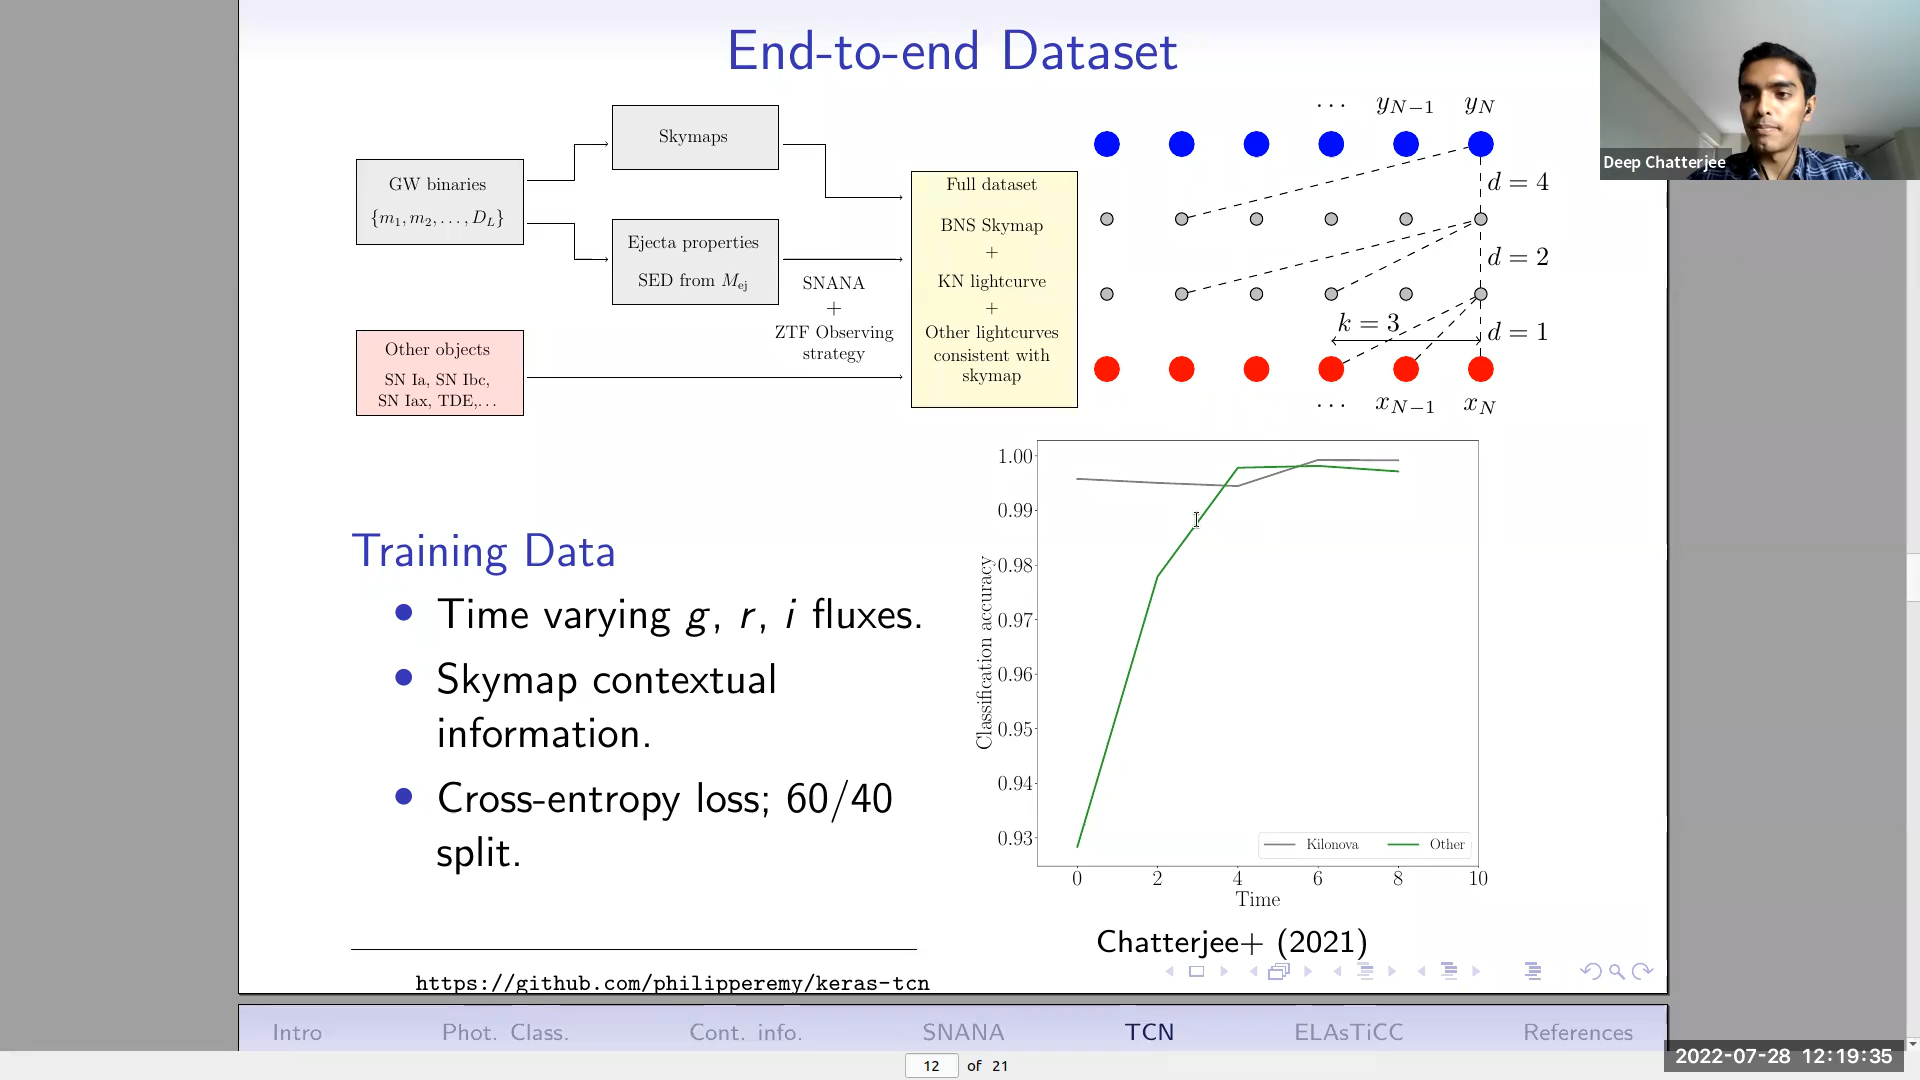 End-to-end Dataset
Deep Chatterjee
GW binaries
{m₁, m₂, . . . , D_L}
Skymaps
Ejecta properties
SED from M_ej
Other objects
SN Ia, SN Ibc,
SN Iax, TDE,...
SNANA
+
ZTF Observing
strategy
Full dataset
BNS Skymap
+
KN lightcurve
+
Other lightcurves
consistent with
skymap
··· y_{N−1} y_N
d = 4
d = 2
k = 3
d = 1
··· x_{N−1} x_N
Training Data
• Time varying g, r, i fluxes.
• Skymap contextual
information.
• Cross-entropy loss; 60/40
split.
https://github.com/philipperemy/keras-tcn
Classification accuracy
1.00
0.99
0.98
0.97
0.96
0.95
0.94
0.93
Kilonova Other
0 2 4 6 8 10
Time
Chatterjee+ (2021)
Intro Phot. Class. Cont. info. SNANA TCN ELAsTiCC References
12 of 21
2022-07-28 12:19:35